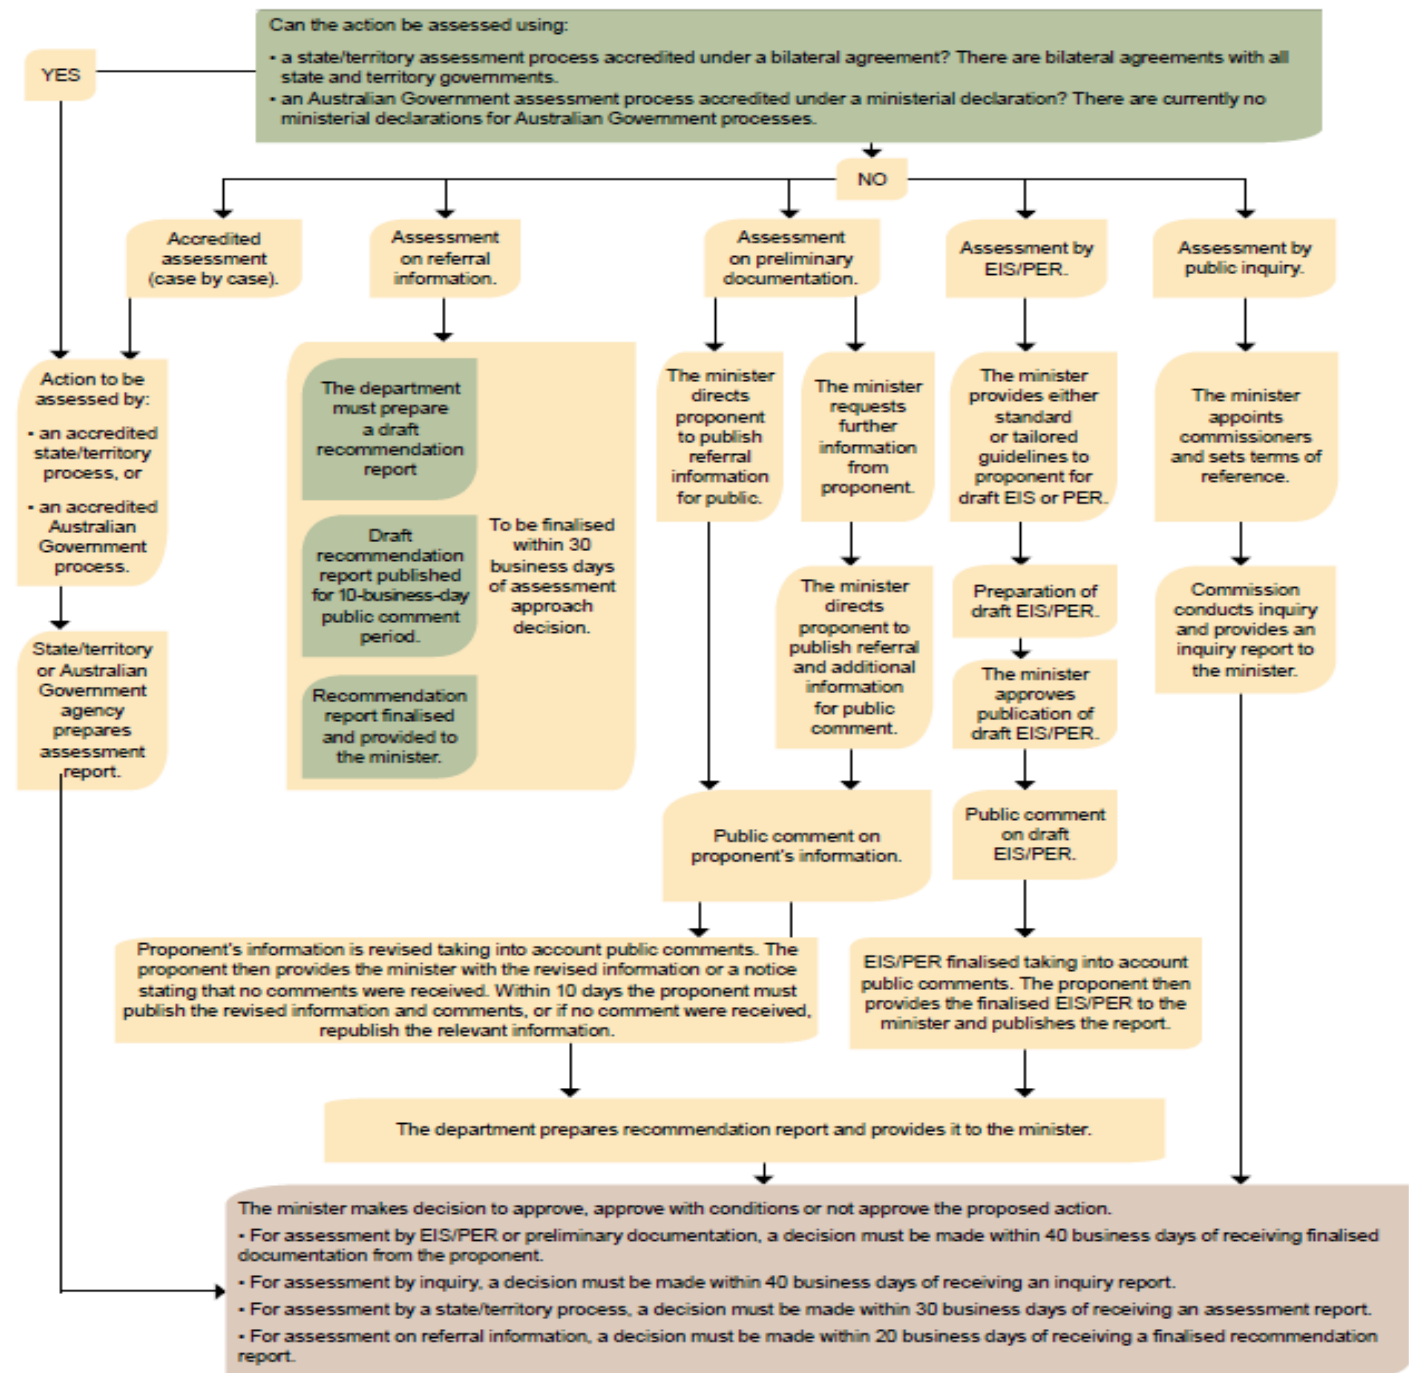 Can the action be assessed using:
• a state/territory assessment process accredited under a bilateral agreement? There are bilateral agreements with all
state and territory governments.
• an Australian Government assessment process accredited under a ministerial declaration? There are currently no
ministerial declarations for Australian Government processes.
YES
NO
Accredited
assessment
(case by case).
Assessment
on referral
information.
Assessment
on preliminary
documentation.
Assessment by
EIS/PER.
Assessment by
public inquiry.
Action to be
assessed by:
• an accredited
state/territory
process, or
• an accredited
Australian
Government
process.
State/territory
or Australian
Government
agency
prepares
assessment
report.
The department
must prepare
a draft
recommendation
report
Draft
recommendation
report published
for 10-business-day
public comment
period.
Recommendation
report finalised
and provided to
the minister.
To be finalised
within 30
business days
of assessment
approach
decision.
The minister
directs
proponent
to publish
referral
information
for public.
The minister
requests
further
information
from
proponent.
The minister
directs
proponent to
publish referral
and additional
information
for public
comment.
Public comment on
proponent's information.
The minister
provides either
standard
or tailored
guidelines to
proponent for
draft EIS or PER.
Preparation of
draft EIS/PER.
The minister
approves
publication of
draft EIS/PER.
Public comment
on draft
EIS/PER.
The minister
appoints
commissioners
and sets terms of
reference.
Commission
conducts inquiry
and provides an
inquiry report to
the minister.
Proponent's information is revised taking into account public comments. The
proponent then provides the minister with the revised information or a notice
stating that no comments were received. Within 10 days the proponent must
publish the revised information and comments, or if no comment were received,
republish the relevant information.
EIS/PER finalised taking into account
public comments. The proponent then
provides the finalised EIS/PER to the
minister and publishes the report.
The department prepares recommendation report and provides it to the minister.
The minister makes decision to approve, approve with conditions or not approve the proposed action.
• For assessment by EIS/PER or preliminary documentation, a decision must be made within 40 business days of receiving finalised
documentation from the proponent.
• For assessment by inquiry, a decision must be made within 40 business days of receiving an inquiry report.
• For assessment by a state/territory process, a decision must be made within 30 business days of receiving an assessment report.
• For assessment on referral information, a decision must be made within 20 business days of receiving a finalised recommendation
report.